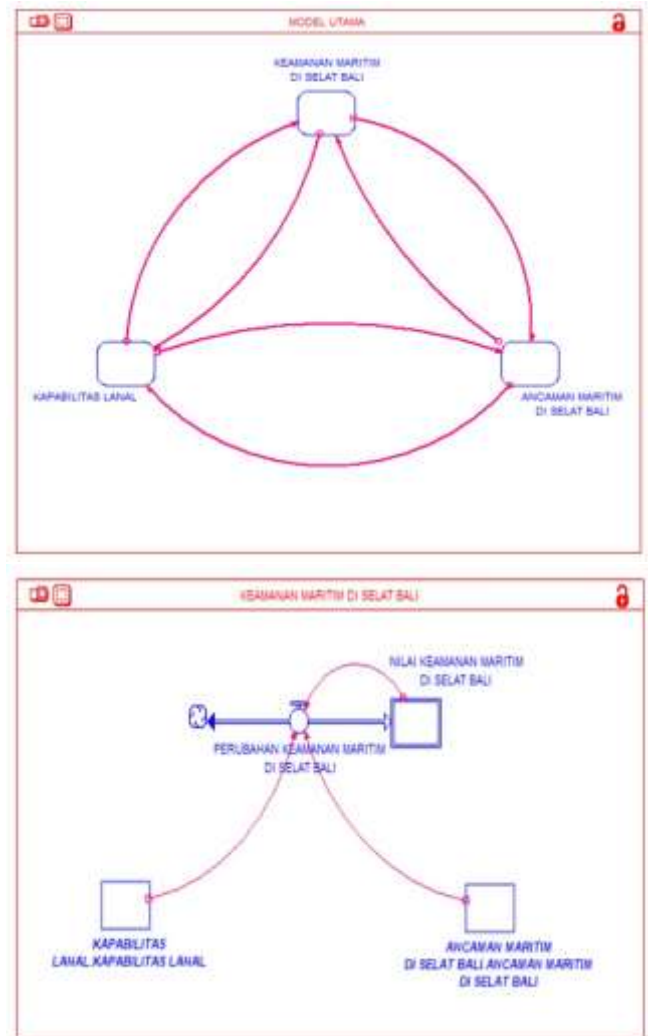 MODEL UTAMA
KEAMANAN MARITIM
DI SELAT BALI
KAPABILITAS LANAL
ANCAMAN MARITIM
DI SELAT BALI
KEAMANAN MARITIM DI SELAT BALI
NILAI KEAMANAN MARITIM
DI SELAT BALI
PERUBAHAN KEAMANAN MARITIM
DI SELAT BALI
KAPABILITAS
LANAL.KAPABILITAS LANAL
ANCAMAN MARITIM
DI SELAT BALI.ANCAMAN MARITIM
DI SELAT BALI